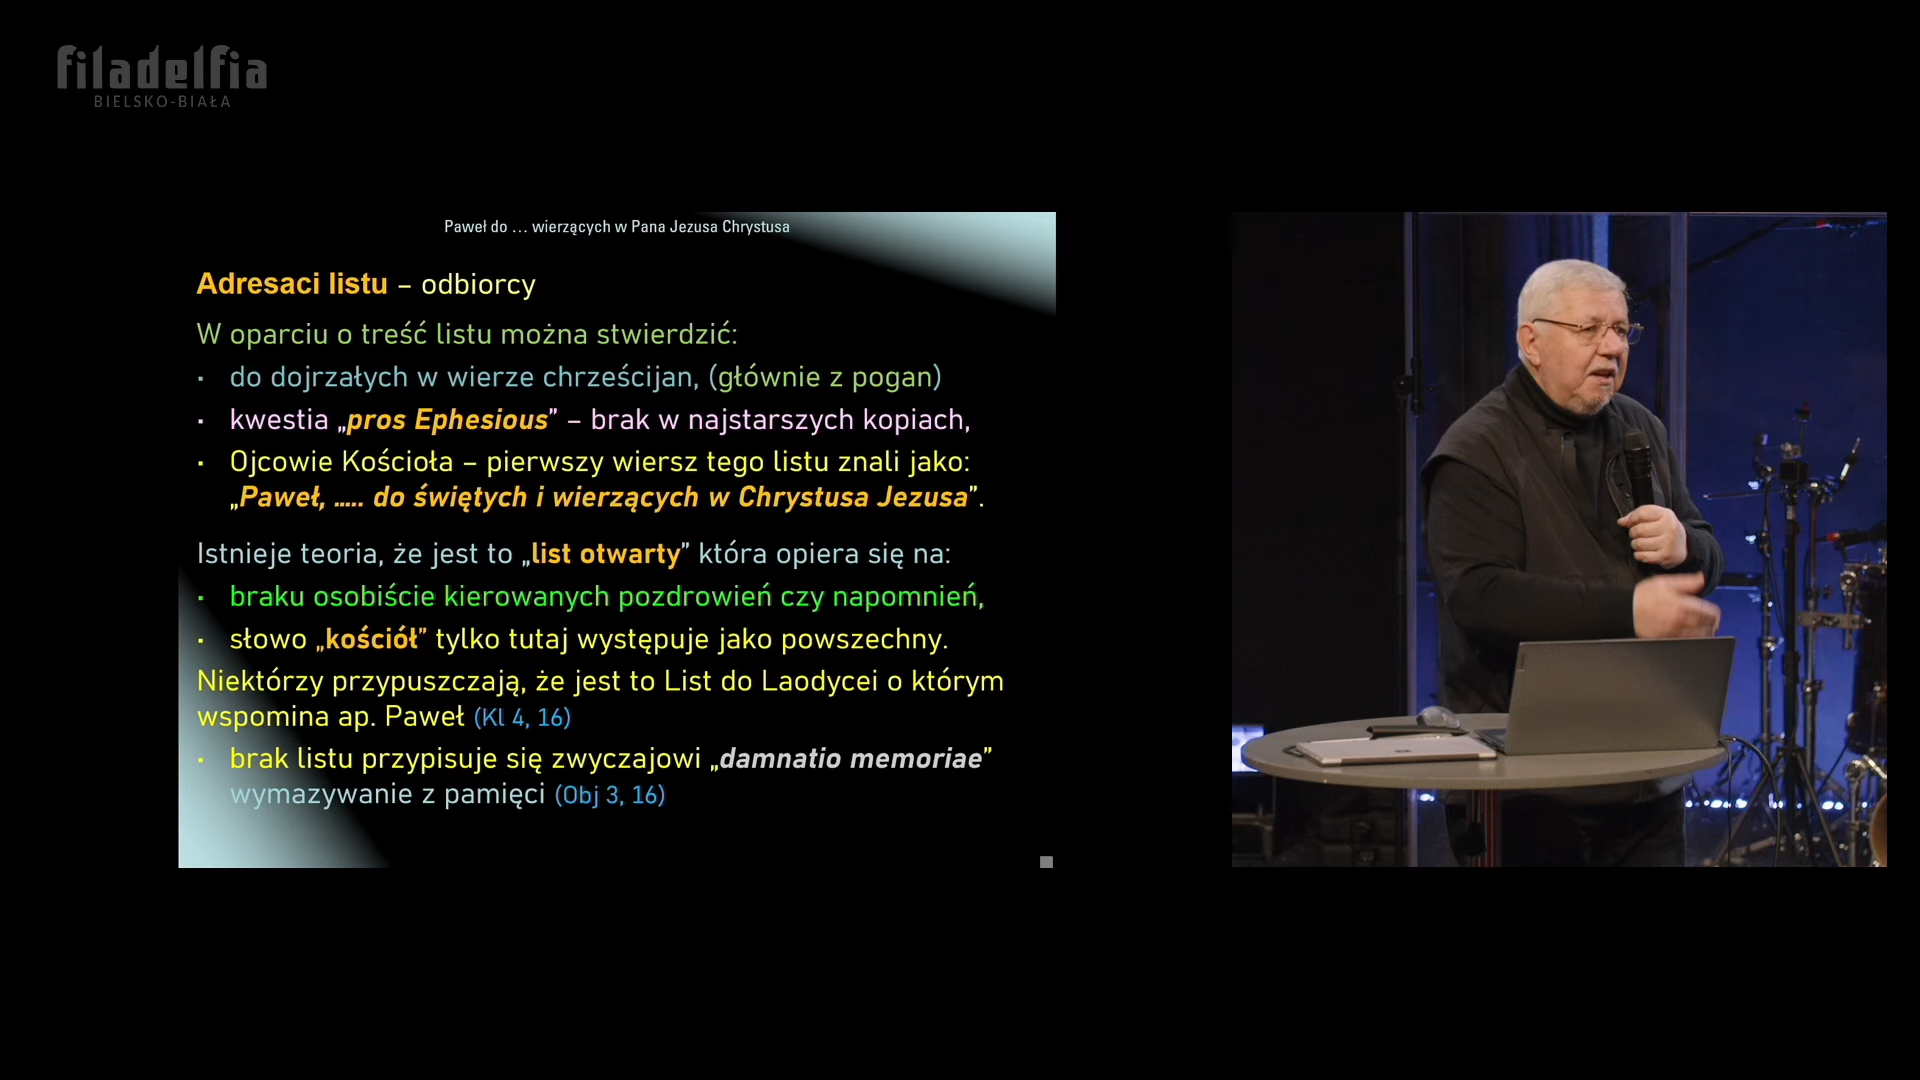 filadelfia
BIELSKO-BIAŁA
Paweł do … wierzących w Pana Jezusa Chrystusa
Adresaci listu – odbiorcy
W oparciu o treść listu można stwierdzić:
· do dojrzałych w wierze chrześcijan, (głównie z pogan)
· kwestia „pros Ephesious” – brak w najstarszych kopiach,
· Ojcowie Kościoła – pierwszy wiersz tego listu znali jako:
„Paweł, ….. do świętych i wierzących w Chrystusa Jezusa”.
Istnieje teoria, że jest to „list otwarty” która opiera się na:
· braku osobiście kierowanych pozdrowień czy napomnień,
· słowo „kościół” tylko tutaj występuje jako powszechny.
Niektórzy przypuszczają, że jest to List do Laodycei o którym
wspomina ap. Paweł (Kl 4, 16)
· brak listu przypisuje się zwyczajowi „damnatio memoriae”
wymazywanie z pamięci (Obj 3, 16)